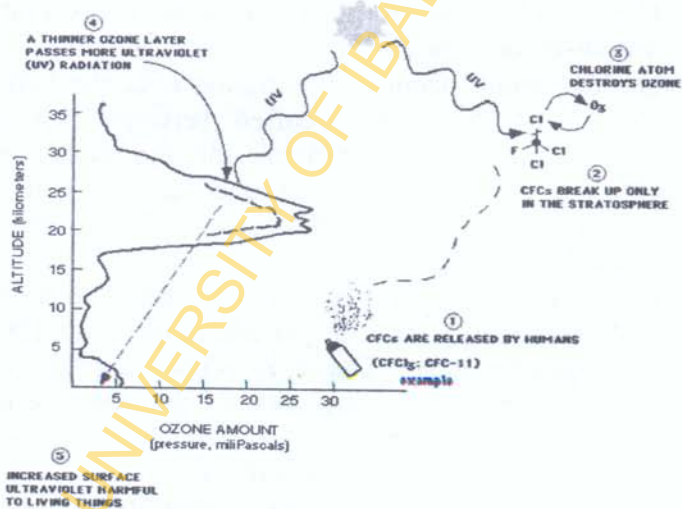 ④
A THINNER OZONE LAYER
PASSES MORE ULTRAVIOLET
(UV) RADIATION
UV
UV
③
CHLORINE ATOM
DESTROYS OZONE
Cl
O₃
F
Cl
Cl
②
CFCs BREAK UP ONLY
IN THE STRATOSPHERE
ALTITUDE (kilometers)
35
30
25
20
15
10
5
①
CFCs ARE RELEASED BY HUMANS
(CFCl₃: CFC-11)
example
5
10
15
20
25
30
OZONE AMOUNT
(pressure, miliPascals)
⑤
INCREASED SURFACE
ULTRAVIOLET HARMFUL
TO LIVING THINGS
UNIVERSITY OF IBA